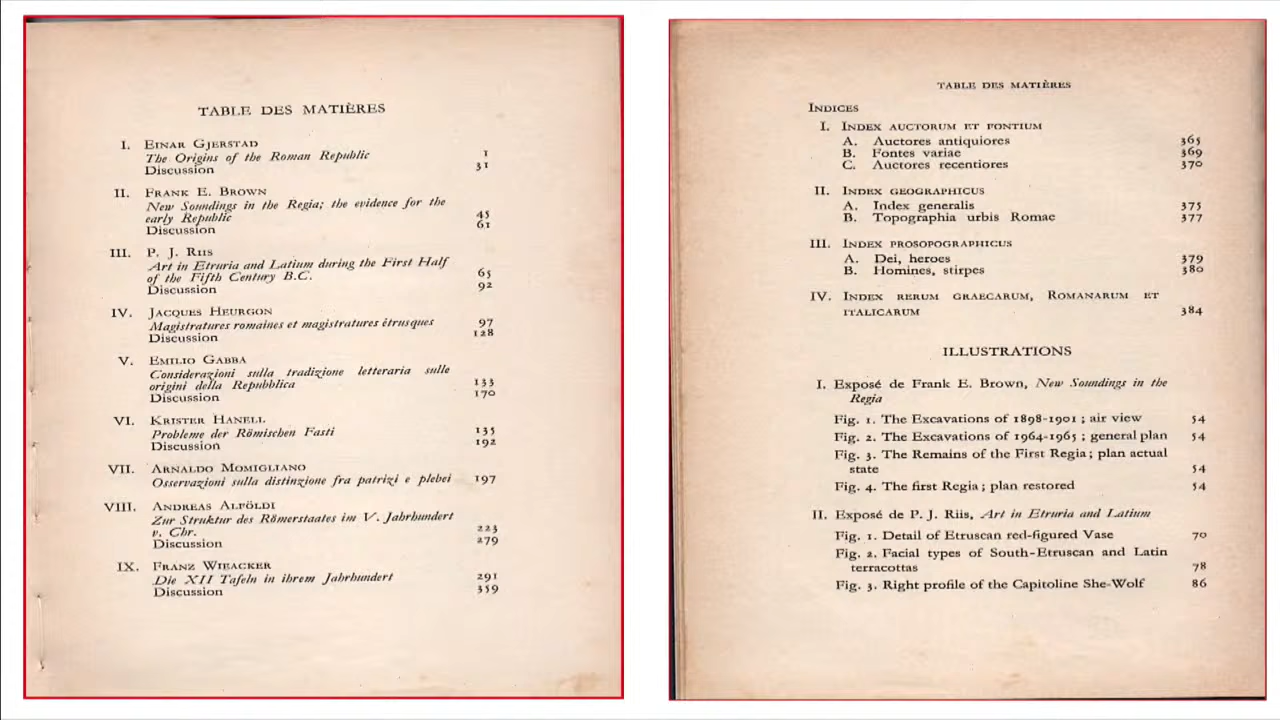 TABLE DES MATIÈRES
I. EINAR GJERSTAD
The Origins of the Roman Republic 1
Discussion 31
II. FRANK E. BROWN
New Soundings in the Regia; the evidence for the
early Republic 45
Discussion 61
III. P. J. RIIS
Art in Etruria and Latium during the First Half
of the Fifth Century B.C. 65
Discussion 92
IV. JACQUES HEURGON
Magistratures romaines et magistratures étrusques 97
Discussion 128
V. EMILIO GABBA
Considerazioni sulla tradizione letteraria sulle
origini della Repubblica 133
Discussion 170
VI. KRISTER HANELL
Probleme der Römischen Fasti 135
Discussion 192
VII. ARNALDO MOMIGLIANO
Osservazioni sulla distinzione fra patrizi e plebei 197
VIII. ANDREAS ALFÖLDI
Zur Struktur des Römerstaates im V. Jahrhundert
v. Chr. 223
Discussion 279
IX. FRANZ WIEACKER
Die XII Tafeln in ihrem Jahrhundert 291
Discussion 359
TABLE DES MATIÈRES
INDICES
I. INDEX AUCTORUM ET FONTIUM
A. Auctores antiquiores 365
B. Fontes variae 369
C. Auctores recentiores 370
II. INDEX GEOGRAPHICUS
A. Index generalis 375
B. Topographia urbis Romae 377
III. INDEX PROSOPOGRAPHICUS
A. Dei, heroes 379
B. Homines, stirpes 380
IV. INDEX RERUM GRAECARUM, ROMANARUM ET
ITALICARUM 384
ILLUSTRATIONS
I. Exposé de Frank E. Brown, New Soundings in the
Regia
Fig. 1. The Excavations of 1898-1901 ; air view 54
Fig. 2. The Excavations of 1964-1965 ; general plan 54
Fig. 3. The Remains of the First Regia ; plan actual
state 54
Fig. 4. The first Regia ; plan restored 54
II. Exposé de P. J. Riis, Art in Etruria and Latium
Fig. 1. Detail of Etruscan red-figured Vase 70
Fig. 2. Facial types of South-Etruscan and Latin
terracottas 78
Fig. 3. Right profile of the Capitoline She-Wolf 86